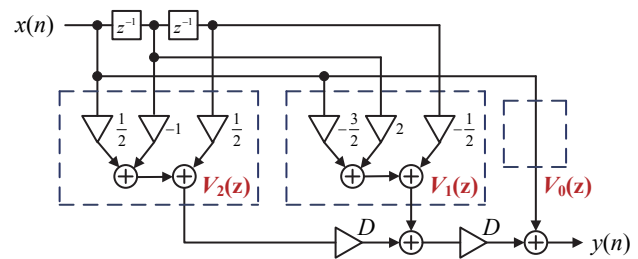 x(n)
z⁻¹
z⁻¹
1/2
−1
1/2
−3/2
2
−1/2
V₂(z)
V₁(z)
V₀(z)
D
D
y(n)